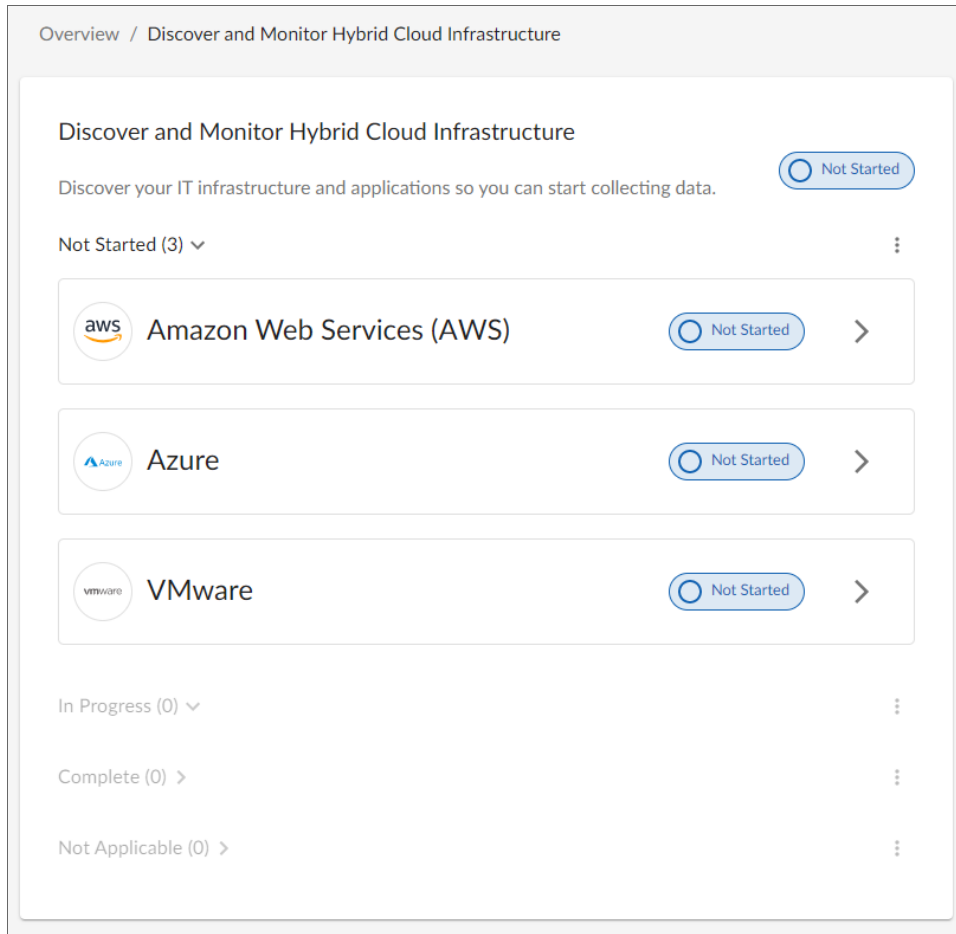 Overview / Discover and Monitor Hybrid Cloud Infrastructure
Discover and Monitor Hybrid Cloud Infrastructure
Not Started
Discover your IT infrastructure and applications so you can start collecting data.
Not Started (3)
aws Amazon Web Services (AWS) Not Started
Azure Azure Not Started
vmware VMware Not Started
In Progress (0)
Complete (0)
Not Applicable (0)